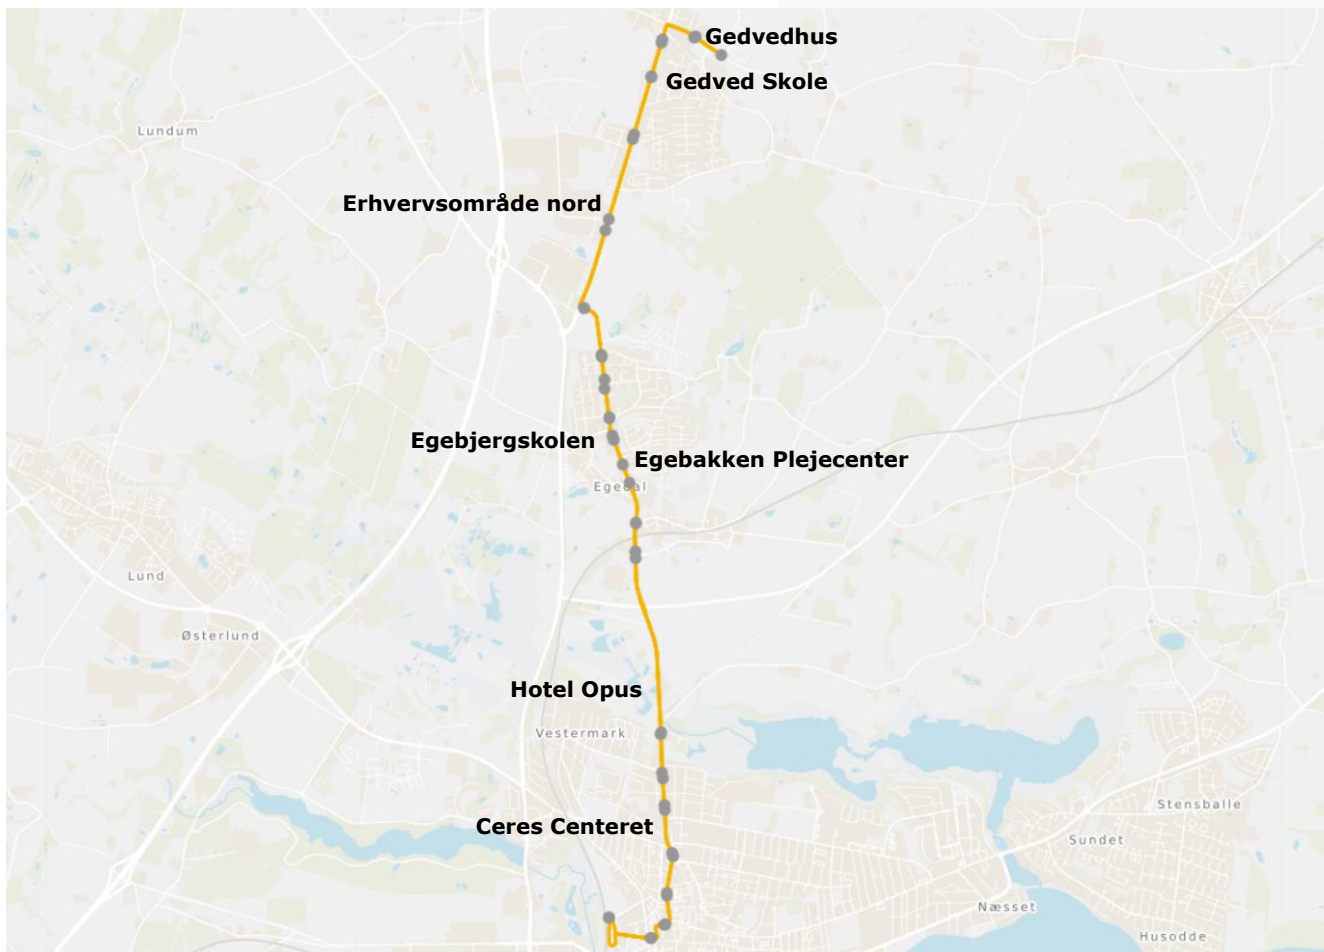 Gedvedhus
Gedved Skole
Lundum
Erhvervsområde nord
Egebjergskolen
Egebakken Plejecenter
Egedal
Lund
Østerlund
Hotel Opus
Vestermark
Stensballe
Ceres Centeret
Sundet
Næsset
Husodde